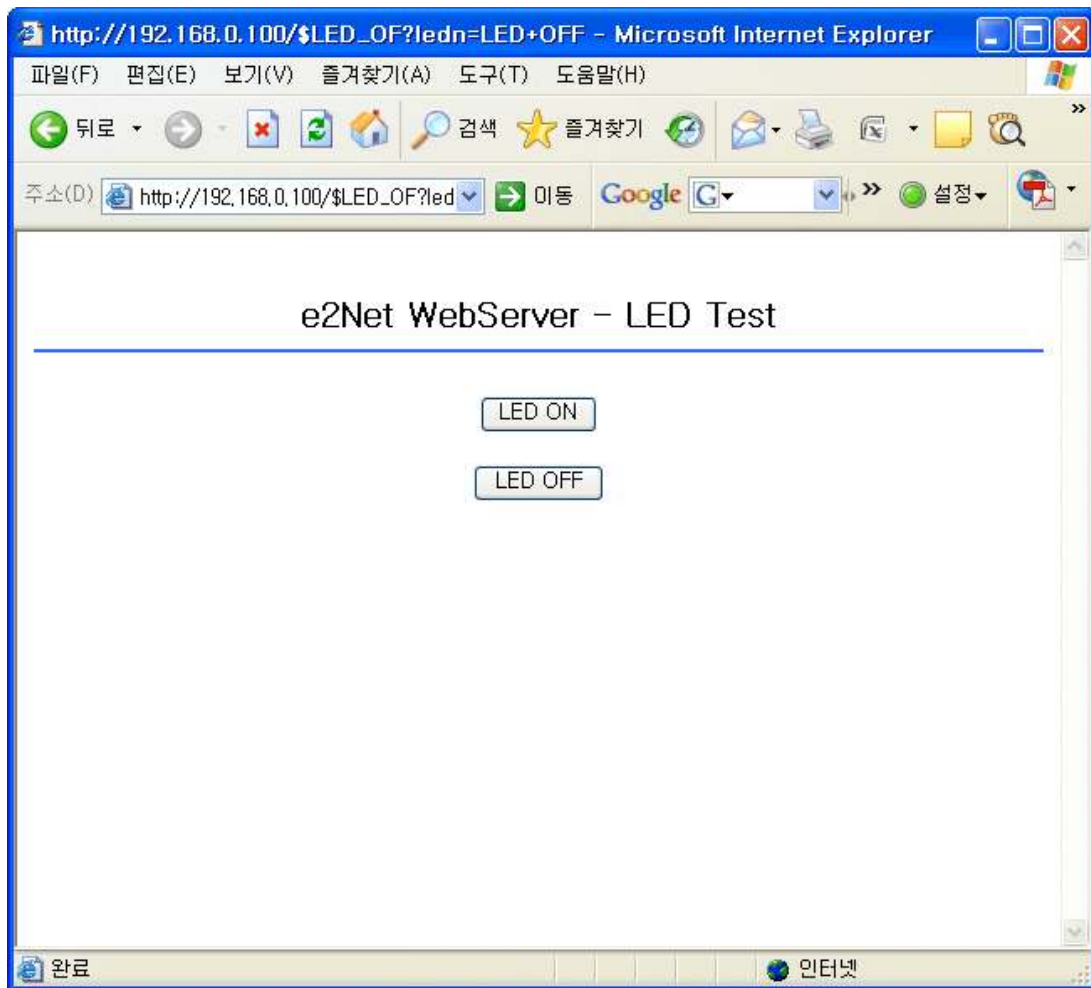 http://192.168.0.100/$LED_OF?ledn=LED+OFF - Microsoft Internet Explorer
파일(F) 편집(E) 보기(V) 즐겨찾기(A) 도구(T) 도움말(H)
뒤로 검색 즐겨찾기 »
주소(D) http://192.168.0.100/$LED_OF?led 이동 Google G » 설정
e2Net WebServer - LED Test
LED ON
LED OFF
완료 인터넷